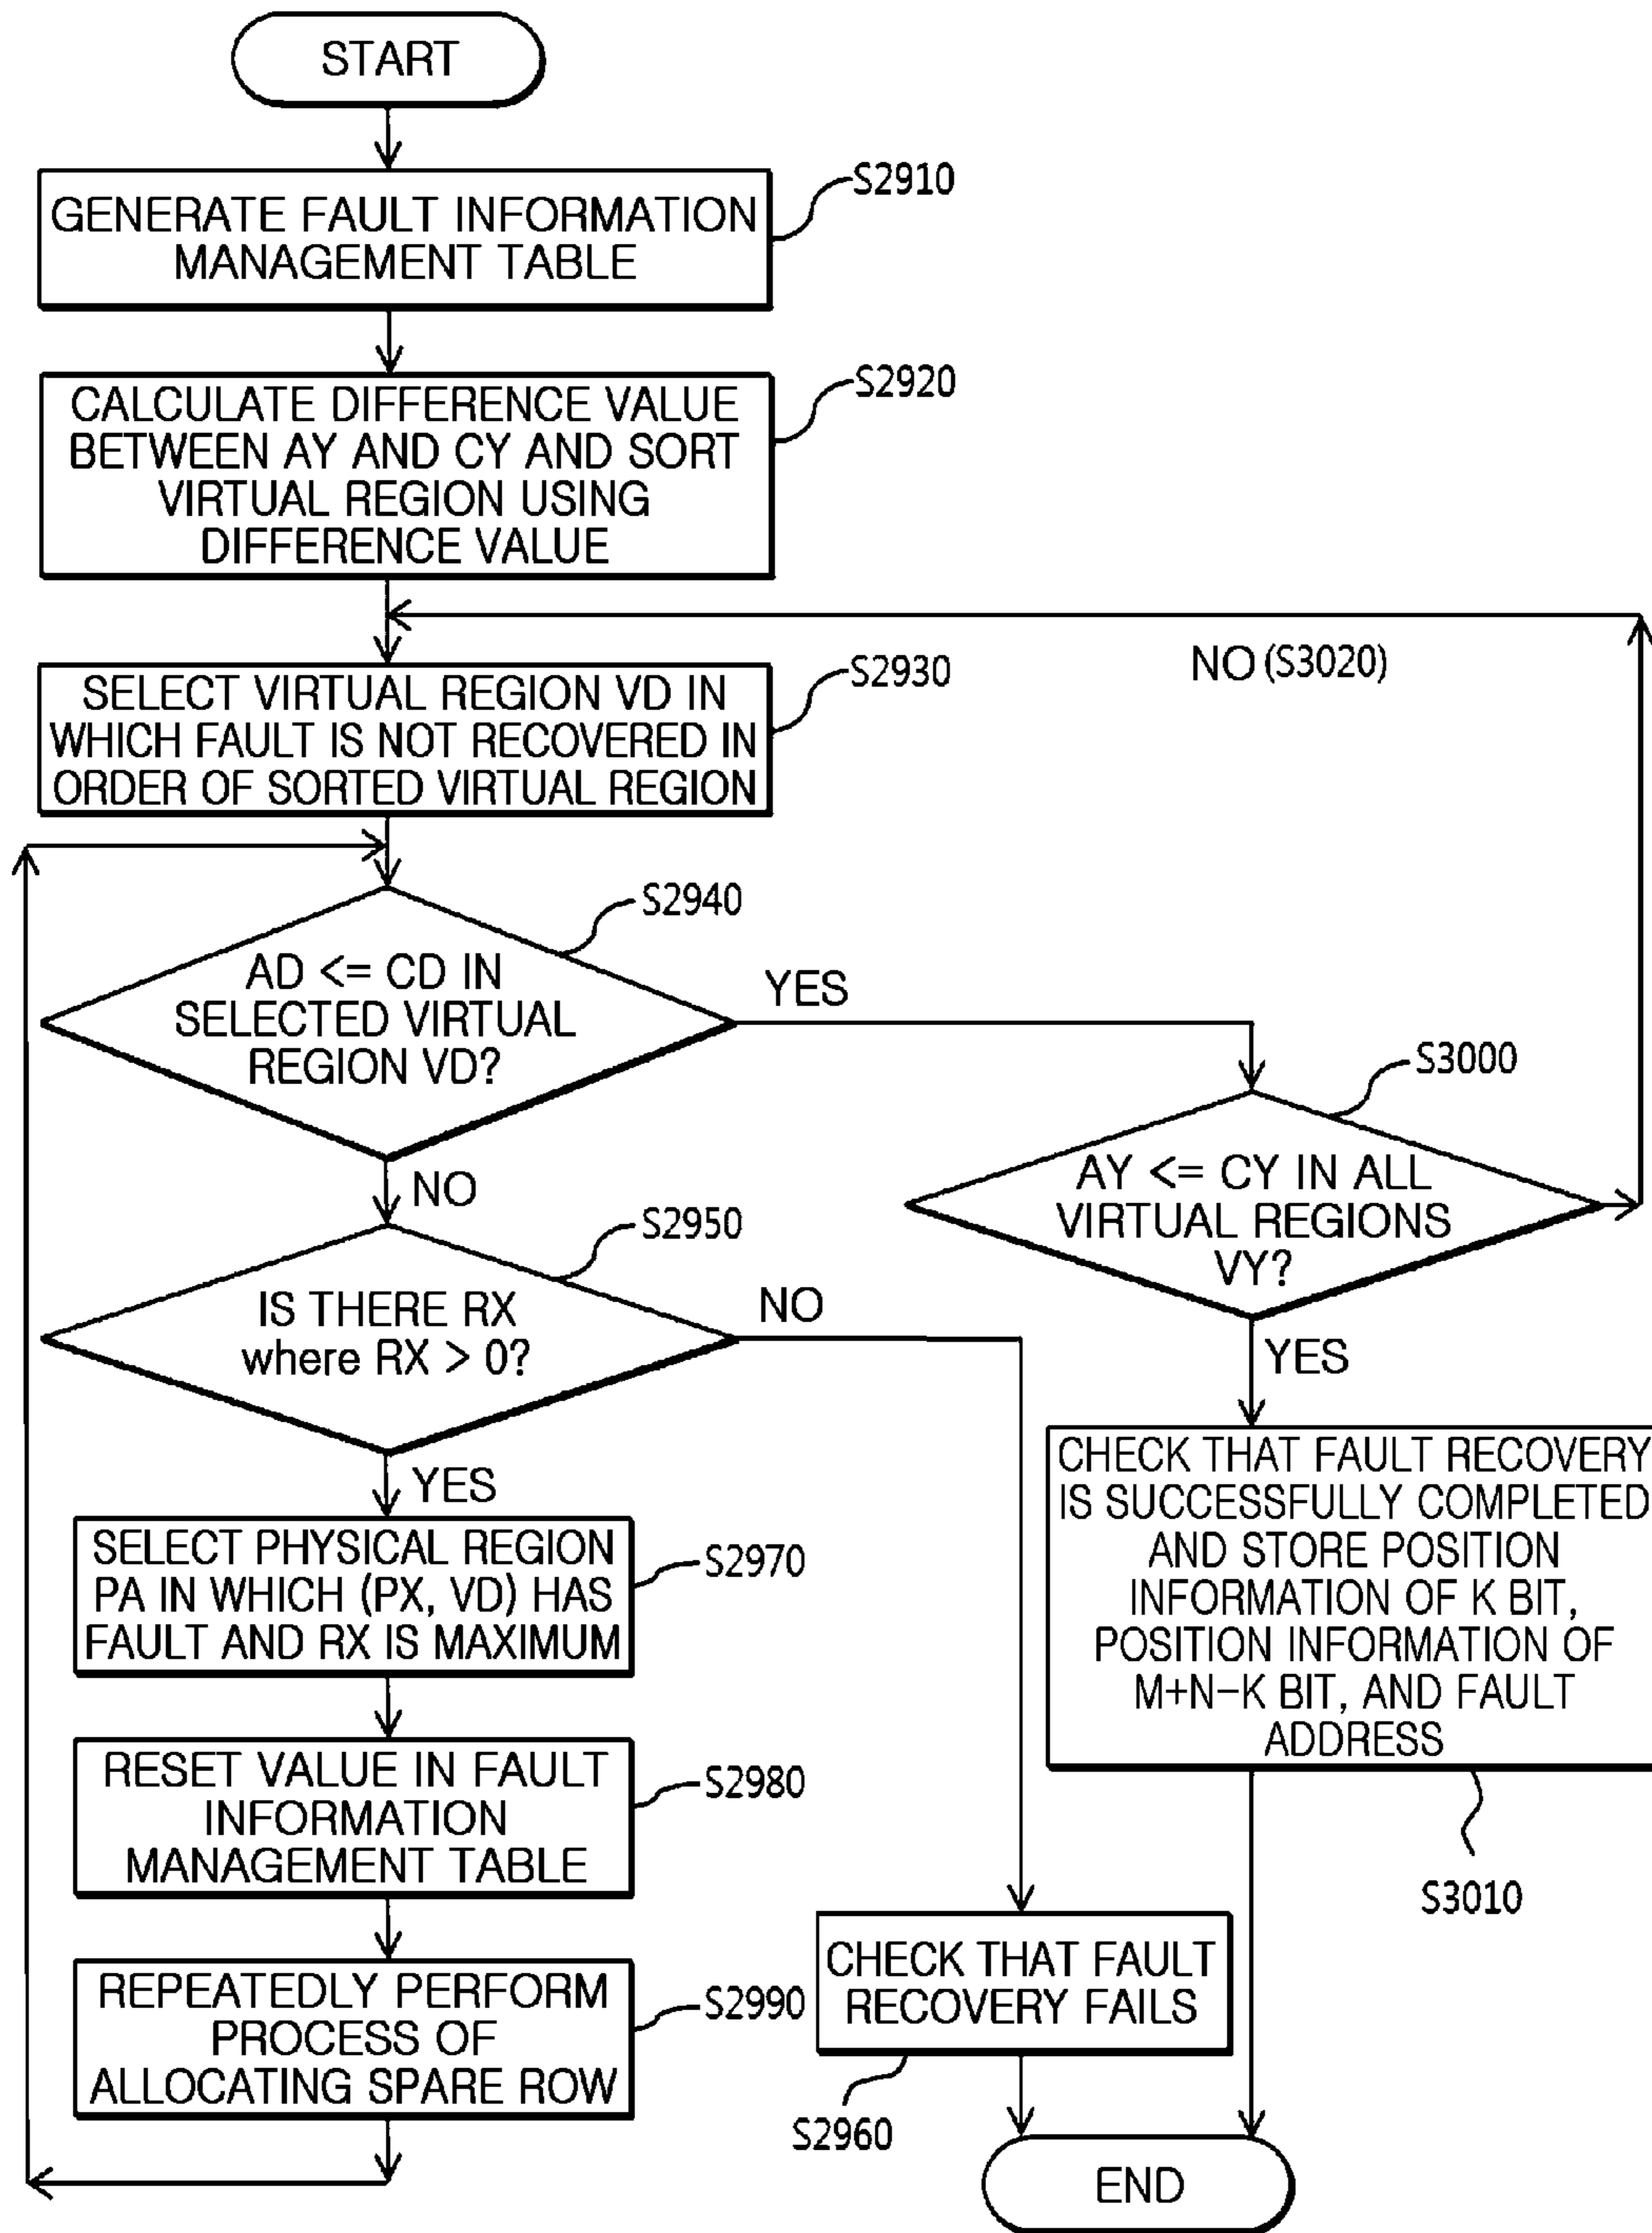 START
S2910
GENERATE FAULT INFORMATION
MANAGEMENT TABLE
S2920
CALCULATE DIFFERENCE VALUE
BETWEEN AY AND CY AND SORT
VIRTUAL REGION USING
DIFFERENCE VALUE
NO (S3020)
S2930
SELECT VIRTUAL REGION VD IN
WHICH FAULT IS NOT RECOVERED IN
ORDER OF SORTED VIRTUAL REGION
S2940
AD <= CD IN
SELECTED VIRTUAL
REGION VD?
YES
NO
S3000
AY <= CY IN ALL
VIRTUAL REGIONS
VY?
YES
S2950
IS THERE RX
where RX > 0?
NO
YES
S2970
SELECT PHYSICAL REGION
PA IN WHICH (PX, VD) HAS
FAULT AND RX IS MAXIMUM
CHECK THAT FAULT RECOVERY
IS SUCCESSFULLY COMPLETED
AND STORE POSITION
INFORMATION OF K BIT,
POSITION INFORMATION OF
M+N-K BIT, AND FAULT
ADDRESS
S3010
S2980
RESET VALUE IN FAULT
INFORMATION
MANAGEMENT TABLE
S2990
REPEATEDLY PERFORM
PROCESS OF
ALLOCATING SPARE ROW
CHECK THAT FAULT
RECOVERY FAILS
S2960
END